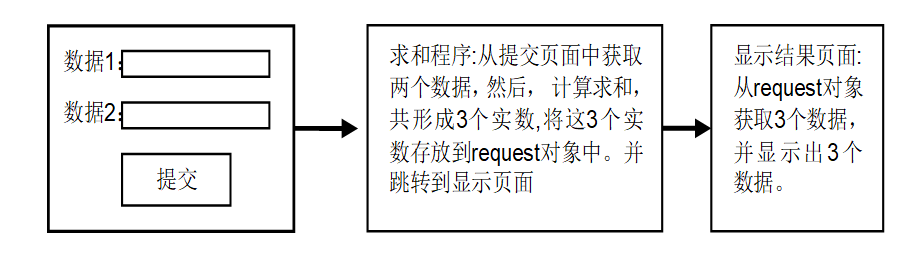 数据1：
数据2：
提交
求和程序:从提交页面中获取
两个数据,然后， 计算求和，
共形成3个实数,将这3个实
数存放到request对象中。并
跳转到显示页面
显示结果页面:
从request对象
获取3个数据，
并显示出3个
数据。